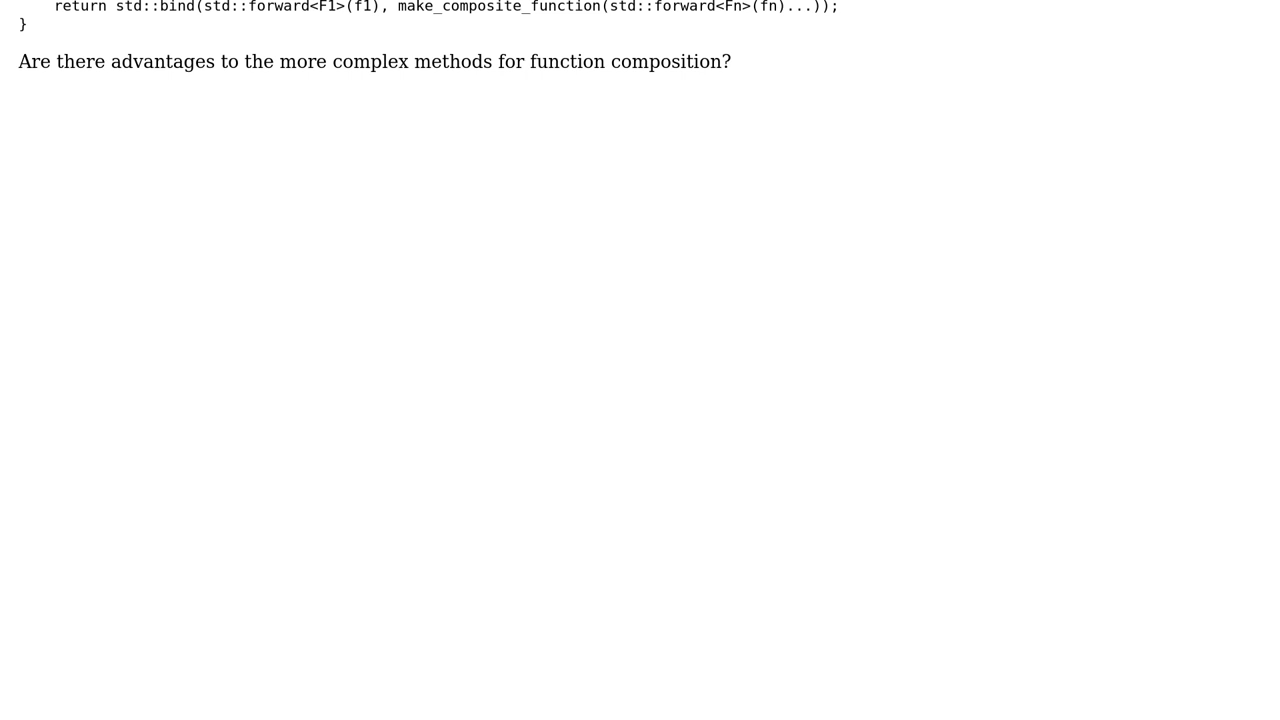 return std::bind(std::forward<F1>(f1), make_composite_function(std::forward<Fn>(fn)...));
}
Are there advantages to the more complex methods for function composition?